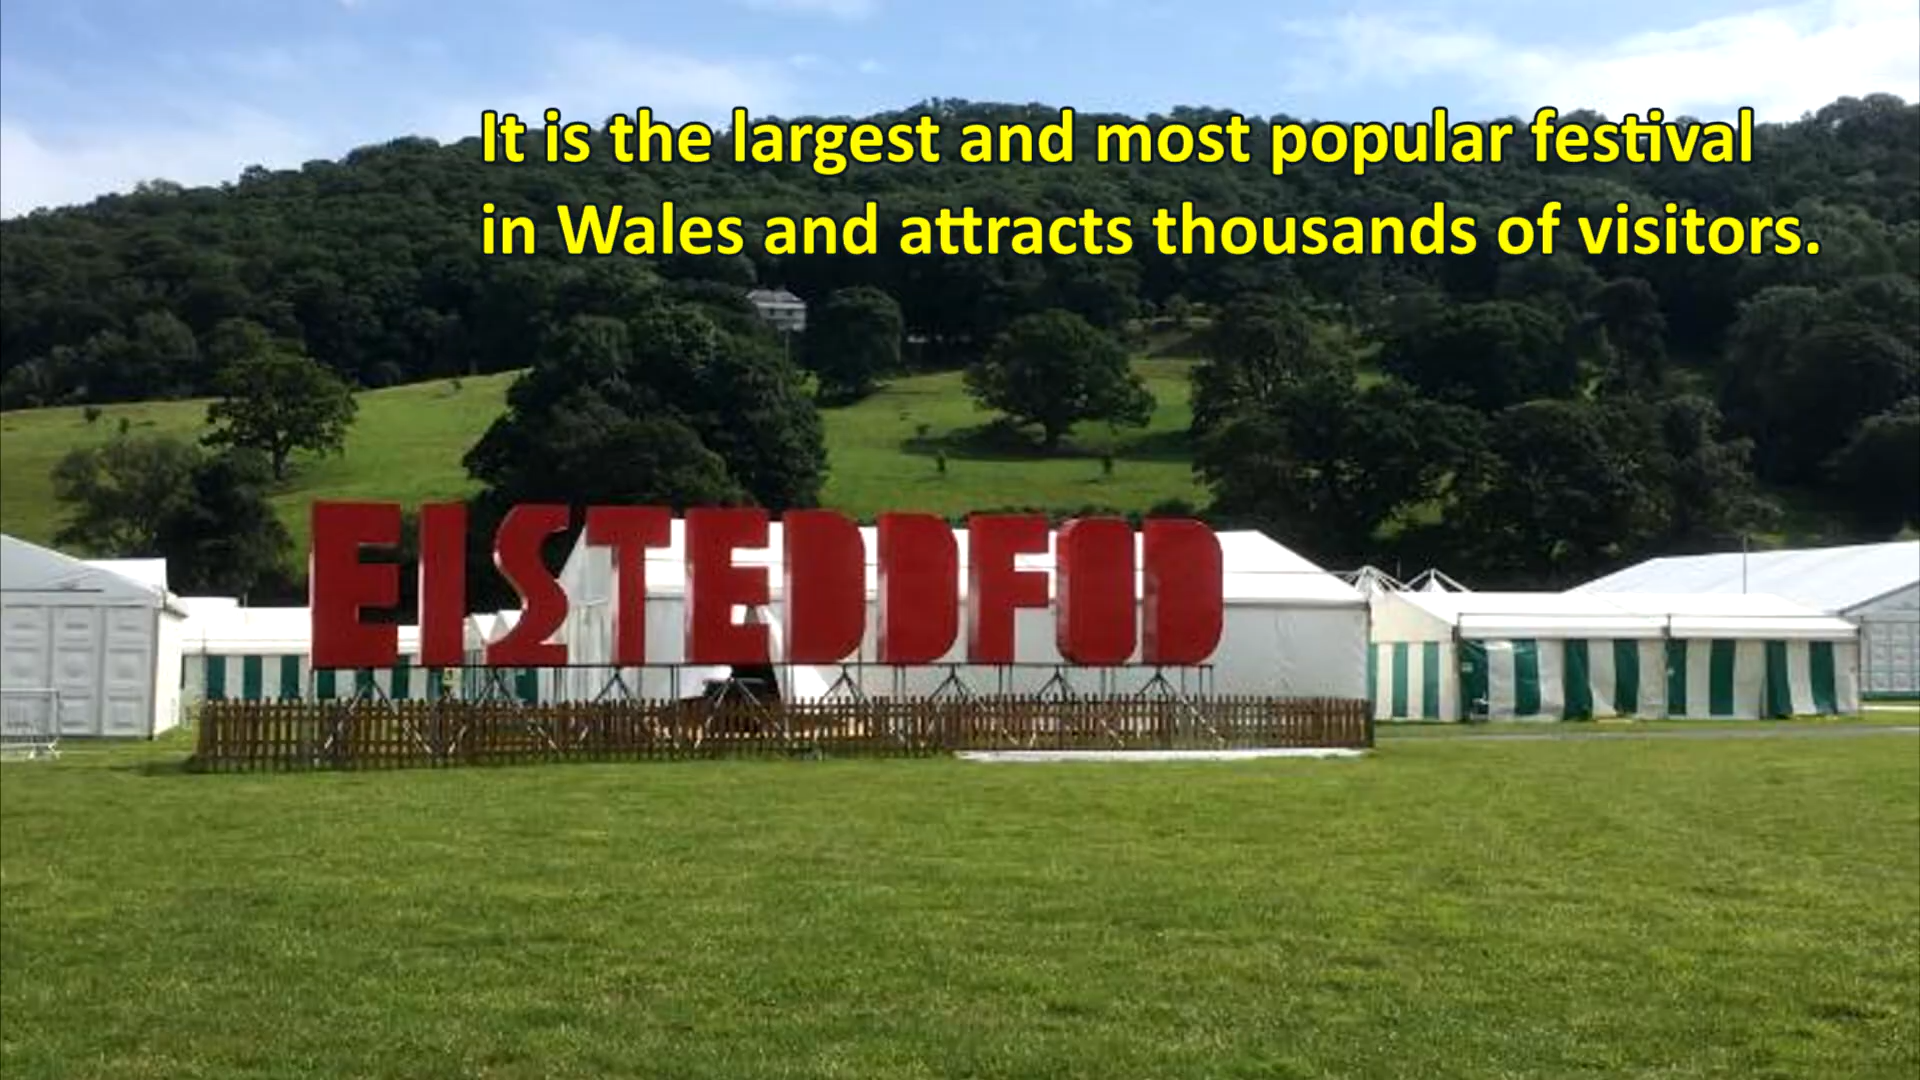 It is the largest and most popular festival
in Wales and attracts thousands of visitors.
EISTEDDFOD